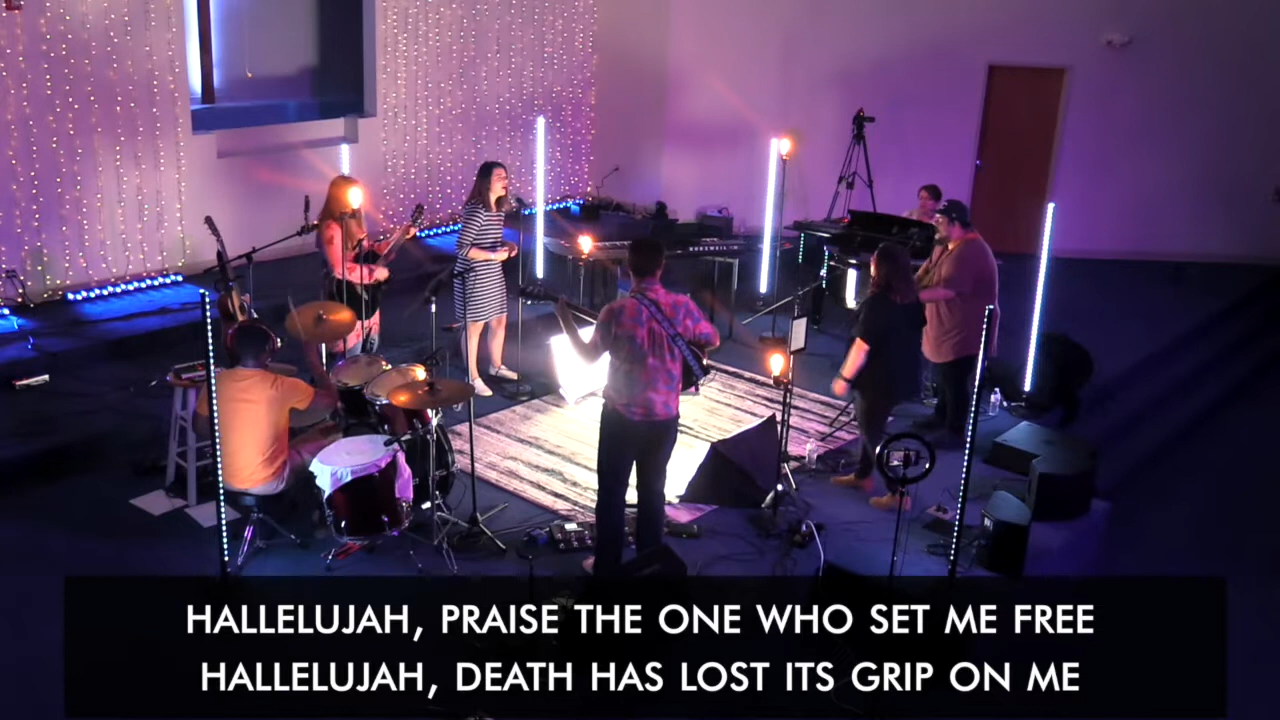 HALLELUJAH, PRAISE THE ONE WHO SET ME FREE
HALLELUJAH, DEATH HAS LOST ITS GRIP ON ME